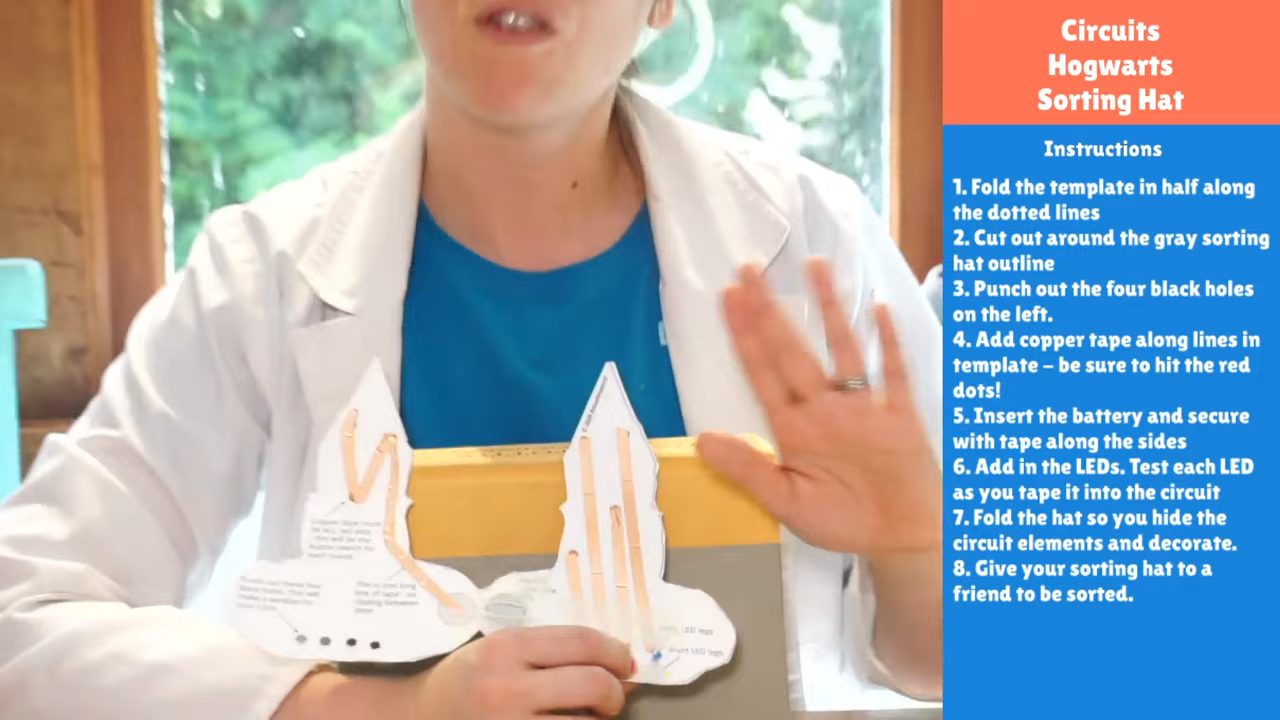 Circuits
Hogwarts
Sorting Hat
Instructions
1. Fold the template in half along
the dotted lines
2. Cut out around the gray sorting
hat outline
3. Punch out the four black holes
on the left.
4. Add copper tape along lines in
template – be sure to hit the red
dots!
5. Insert the battery and secure
with tape along the sides
6. Add in the LEDs. Test each LED
as you tape it into the circuit
7. Fold the hat so you hide the
circuit elements and decorate.
8. Give your sorting hat to a
friend to be sorted.
LED legs
short LED legs